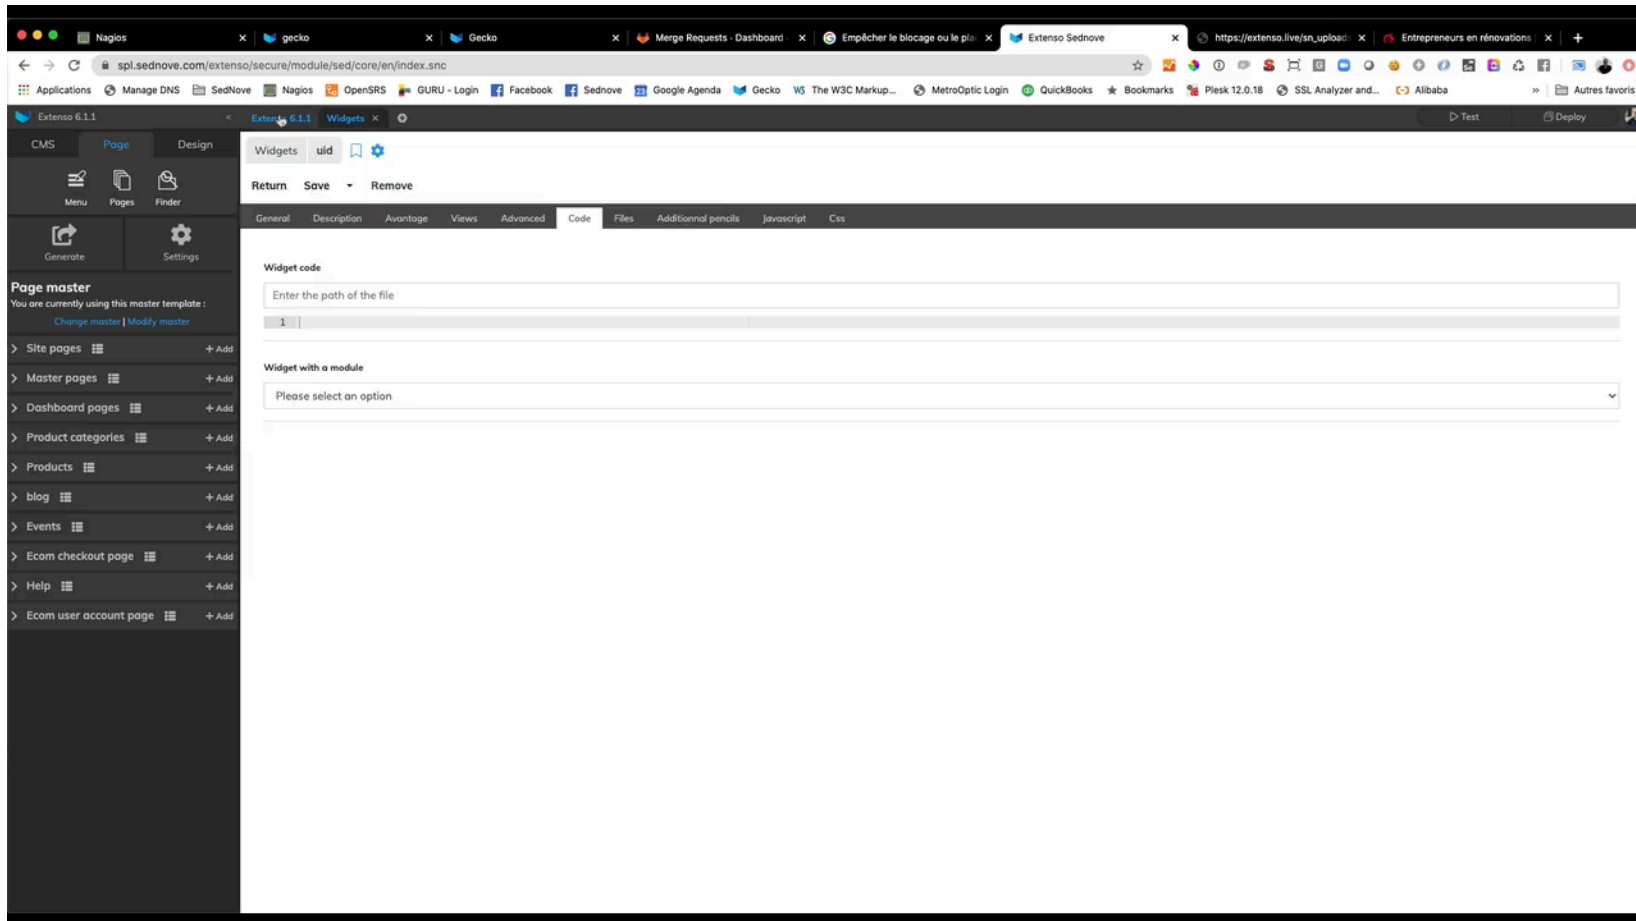 Nagios
gecko
Gecko
Merge Requests · Dashboard
Empêcher le blocage ou le pla
Extenso Sednove
https://extenso.live/sn_upload
Entrepreneurs en rénovations
spl.sednove.com/extenso/secure/module/sed/core/en/index.snc
Applications Manage DNS SedNove Nagios OpenSRS GURU - Login Facebook Sednove Google Agenda Gecko The W3C Markup... MetroOptic Login QuickBooks Bookmarks Plesk 12.0.18 SSL Analyzer and... Alibaba » Autres favoris
Extenso 6.1.1 «
Extenso 6.1.1 Widgets ×
Test Deploy
CMS Page Design
Widgets uid
Menu Pages Finder
Return Save Remove
General Description Avantage Views Advanced Code Files Additionnal pencils Javascript Css
Generate Settings
Widget code
Enter the path of the file
1
Widget with a module
Please select an option
Page master
You are currently using this master template :
Change master | Modify master
Site pages + Add
Master pages + Add
Dashboard pages + Add
Product categories + Add
Products + Add
blog + Add
Events + Add
Ecom checkout page + Add
Help + Add
Ecom user account page + Add